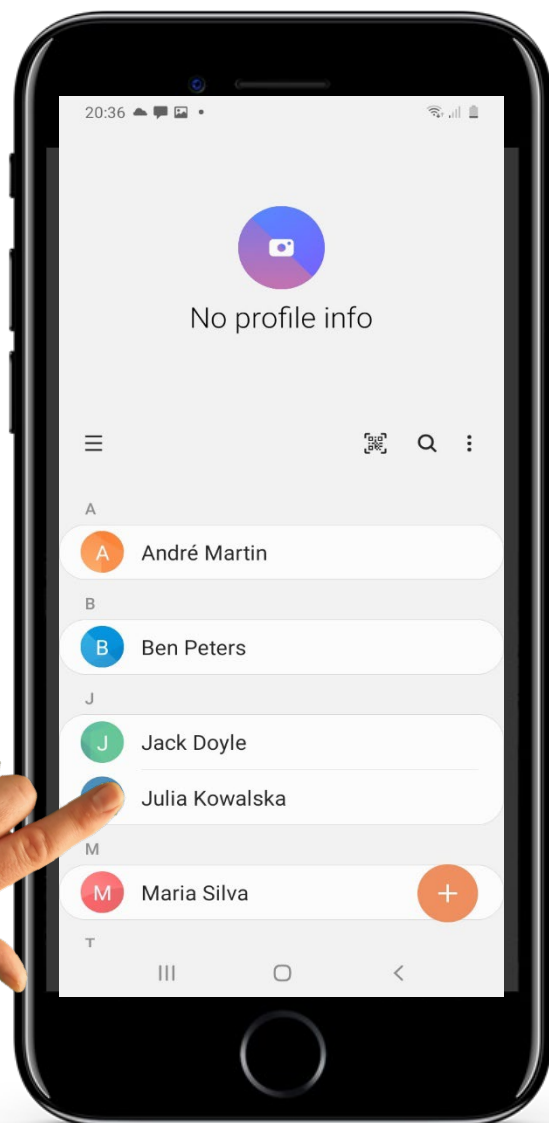 20:36
No profile info
A
A André Martin
B
B Ben Peters
J
J Jack Doyle
Julia Kowalska
M
M Maria Silva
T